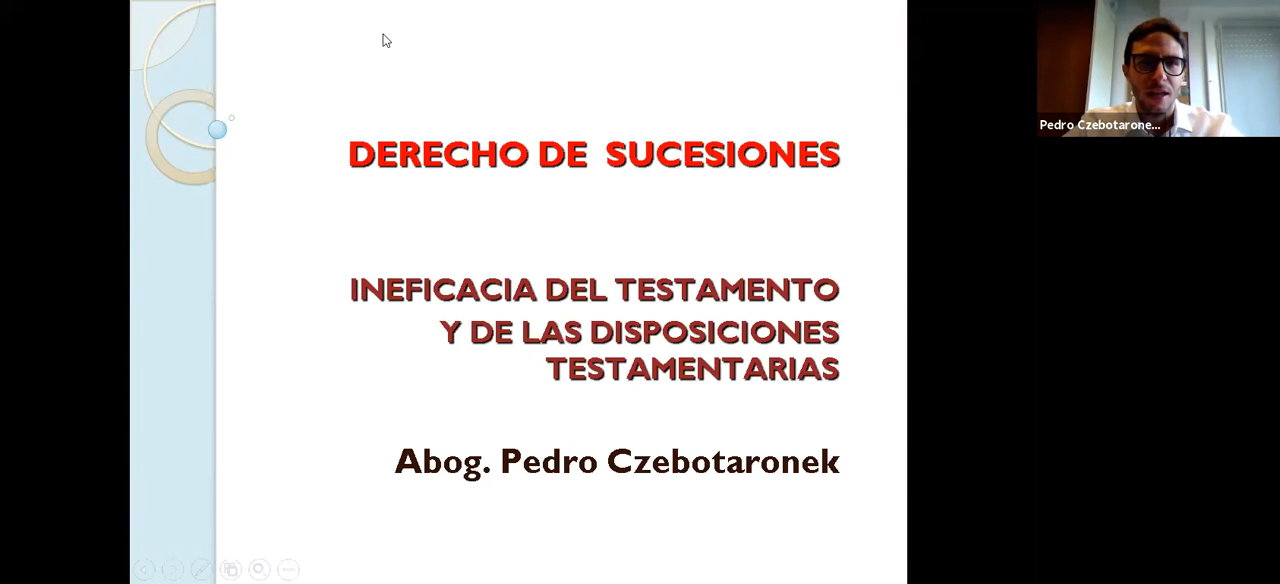 DERECHO DE SUCESIONES
INEFICACIA DEL TESTAMENTO
Y DE LAS DISPOSICIONES
TESTAMENTARIAS
Abog. Pedro Czebotaronek
Pedro Czebotarone...